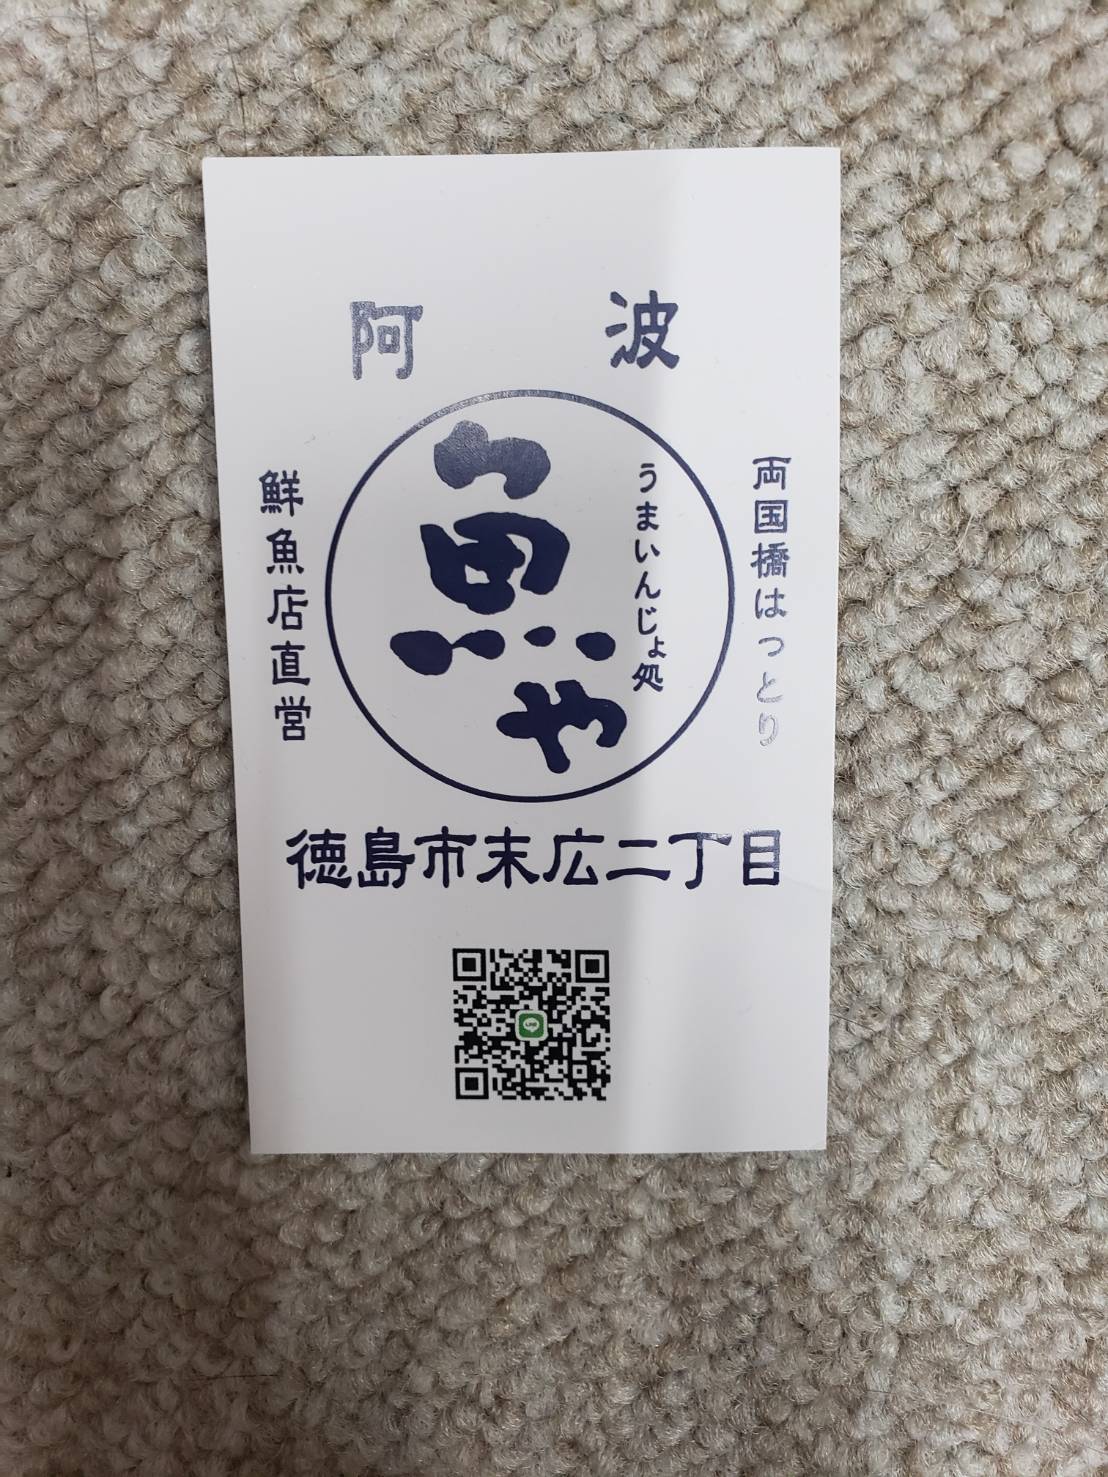 阿波
両国橋はっとり
うまいんじょ処
魚や
鮮魚店直営
徳島市末広二丁目
LINE